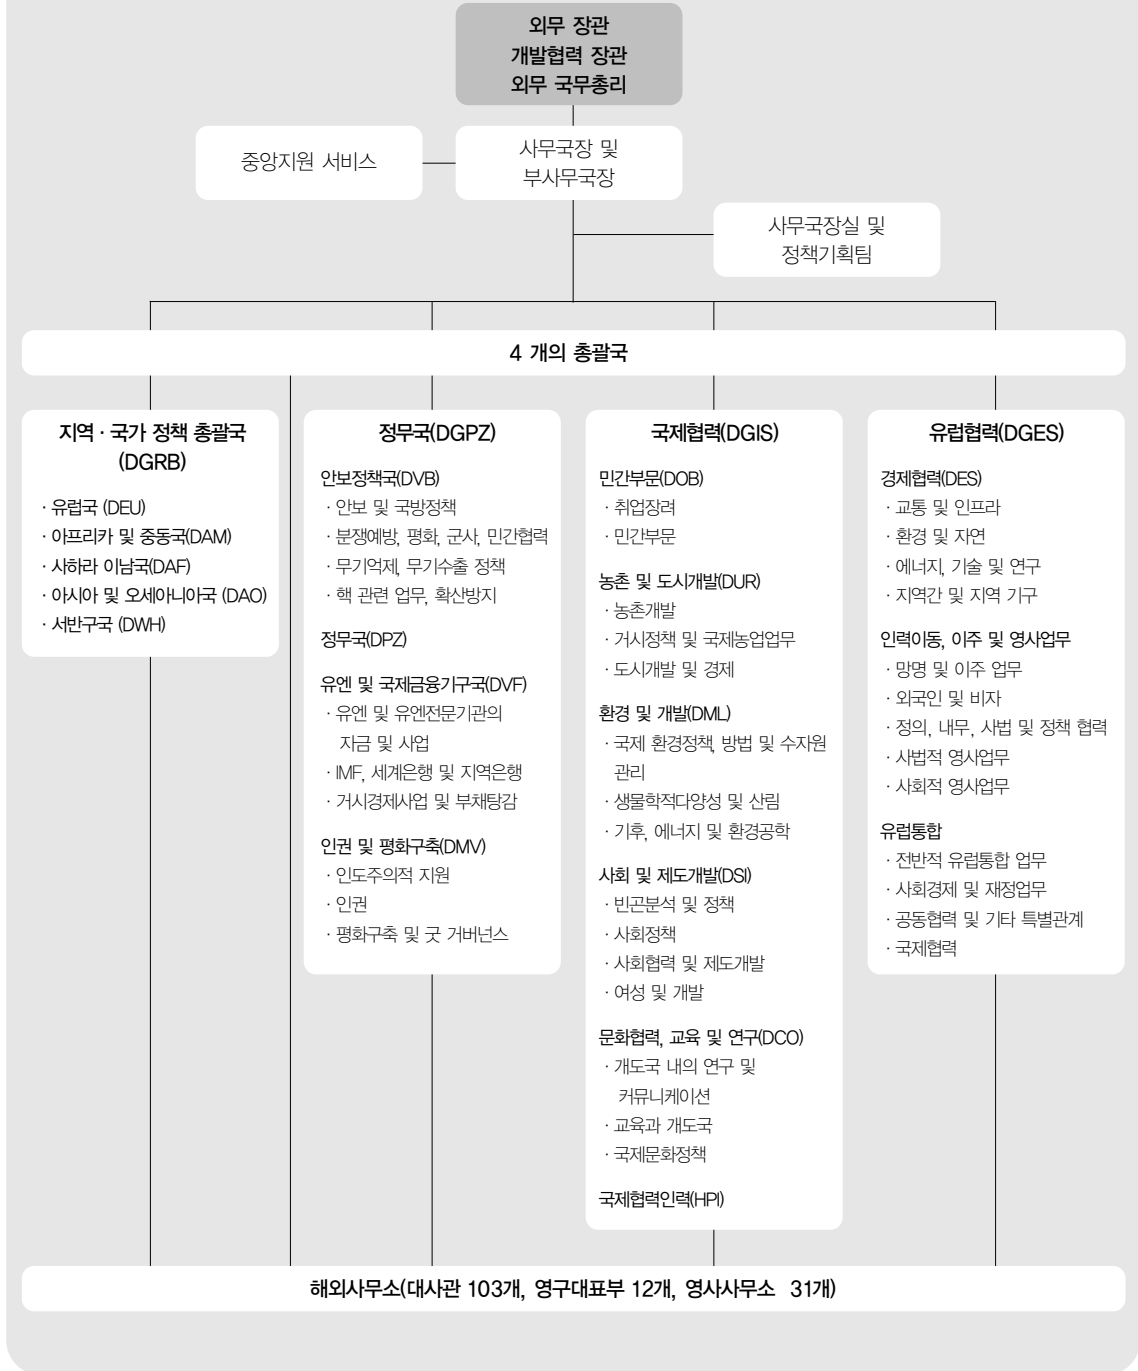 외무 장관
개발협력 장관
외무 국무총리
중앙지원 서비스
사무국장 및
부사무국장
사무국장실 및
정책기획팀
4 개의 총괄국
지역 · 국가 정책 총괄국
(DGRB)
· 유럽국 (DEU)
· 아프리카 및 중동국(DAM)
· 사하라 이남국(DAF)
· 아시아 및 오세아니아국 (DAO)
· 서반구국 (DWH)
정무국(DGPZ)
안보정책국(DVB)
· 안보 및 국방정책
· 분쟁예방, 평화, 군사, 민간협력
· 무기억제, 무기수출 정책
· 핵 관련 업무, 확산방지
정무국(DPZ)
유엔 및 국제금융기구국(DVF)
· 유엔 및 유엔전문기관의
자금 및 사업
· IMF, 세계은행 및 지역은행
· 거시경제사업 및 부채탕감
인권 및 평화구축(DMV)
· 인도주의적 지원
· 인권
· 평화구축 및 굿 거버넌스
국제협력(DGIS)
민간부문(DOB)
· 취업장려
· 민간부문
농촌 및 도시개발(DUR)
· 농촌개발
· 거시정책 및 국제농업업무
· 도시개발 및 경제
환경 및 개발(DML)
· 국제 환경정책, 방법 및 수자원
관리
· 생물학적다양성 및 산림
· 기후, 에너지 및 환경공학
사회 및 제도개발(DSI)
· 빈곤분석 및 정책
· 사회정책
· 사회협력 및 제도개발
· 여성 및 개발
문화협력, 교육 및 연구(DCO)
· 개도국 내의 연구 및
커뮤니케이션
· 교육과 개도국
· 국제문화정책
국제협력인력(HPI)
유럽협력(DGES)
경제협력(DES)
· 교통 및 인프라
· 환경 및 자연
· 에너지, 기술 및 연구
· 지역간 및 지역 기구
인력이동, 이주 및 영사업무
· 망명 및 이주 업무
· 외국인 및 비자
· 정의, 내무, 사법 및 정책 협력
· 사법적 영사업무
· 사회적 영사업무
유럽통합
· 전반적 유럽통합 업무
· 사회경제 및 재정업무
· 공동협력 및 기타 특별관계
· 국제협력
해외사무소(대사관 103개, 영구대표부 12개, 영사사무소 31개)